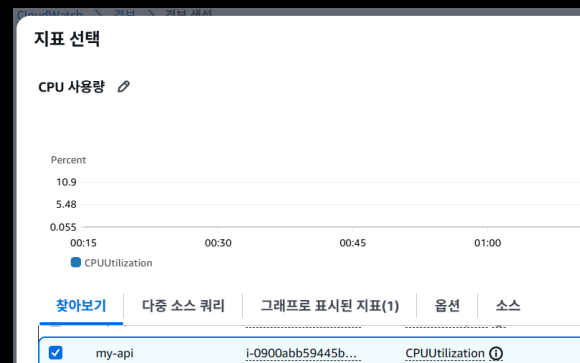 CloudWatch > 경보 > 경보 생성
지표 선택
CPU 사용량
Percent
10.9
5.48
0.055
00:15 00:30 00:45 01:00
CPUUtilization
찾아보기 다중 소스 쿼리 그래프로 표시된 지표(1) 옵션 소스
my-api i-0900abb59445b... CPUUtilization